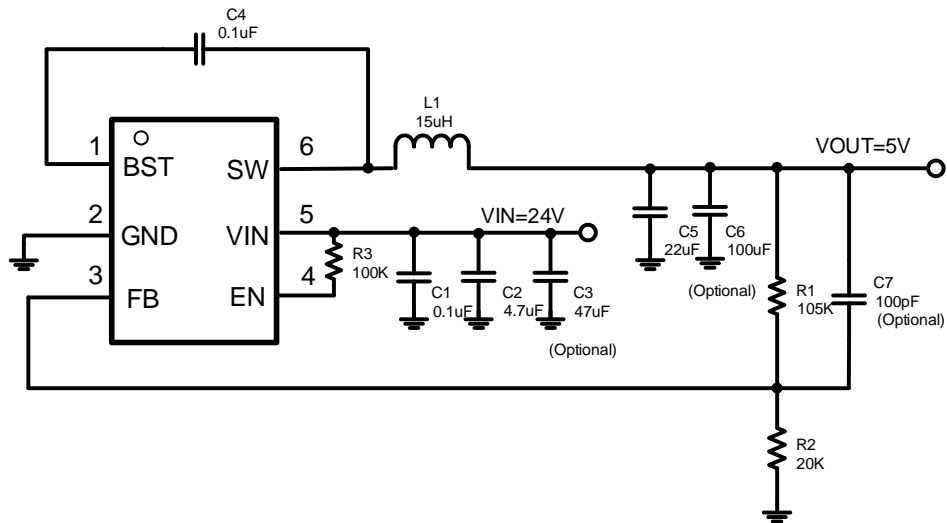 C4
0.1uF
L1
15uH
1
BST
SW
6
VOUT=5V
2
GND
VIN
5
VIN=24V
3
FB
EN
4
R3
100K
C1
0.1uF
C2
4.7uF
C3
47uF
(Optional)
C5
22uF
C6
100uF
(Optional)
R1
105K
C7
100pF
(Optional)
R2
20K